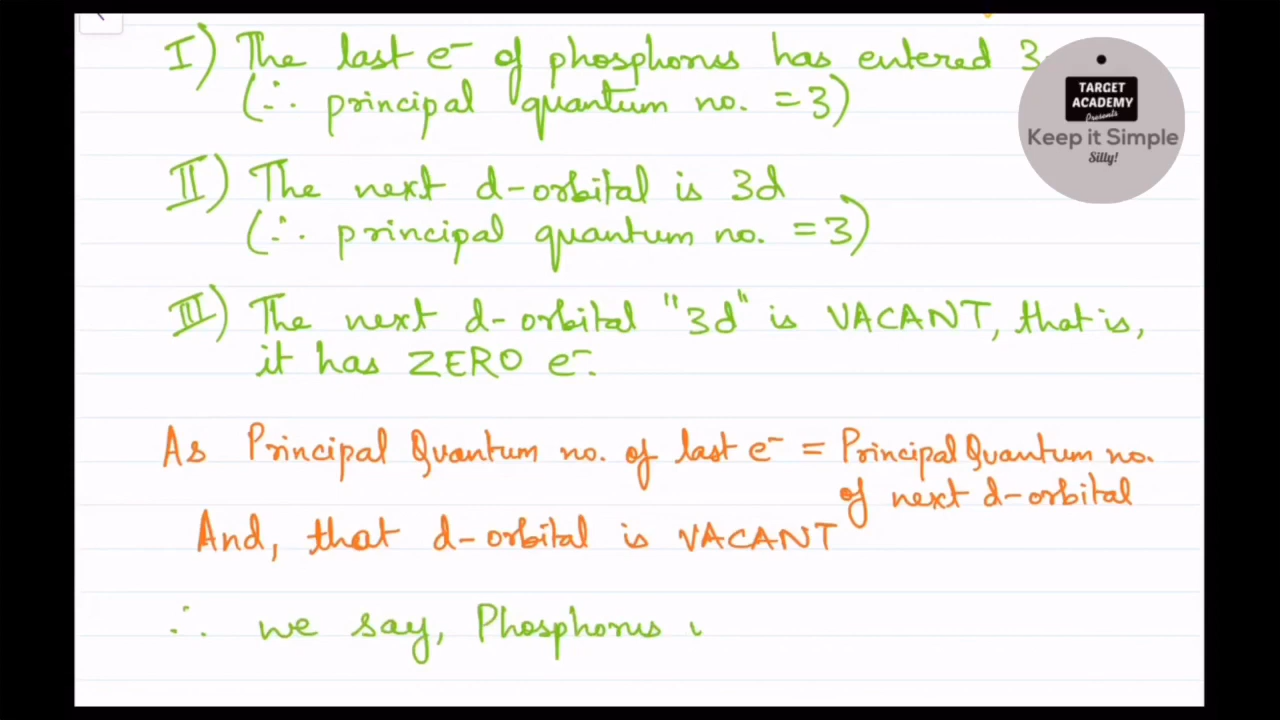 I) The last e⁻ of phosphorus has entered 3
(∴ principal quantum no. = 3)
II) The next d-orbital is 3d
(∴ principal quantum no. = 3)
III) The next d-orbital "3d" is VACANT, that is,
it has ZERO e⁻.
As Principal Quantum no. of last e⁻ = Principal Quantum no.
of next d-orbital
And, that d-orbital is VACANT
∴ we say, Phosphorus
TARGET
ACADEMY
Presents
Keep it Simple
Silly!